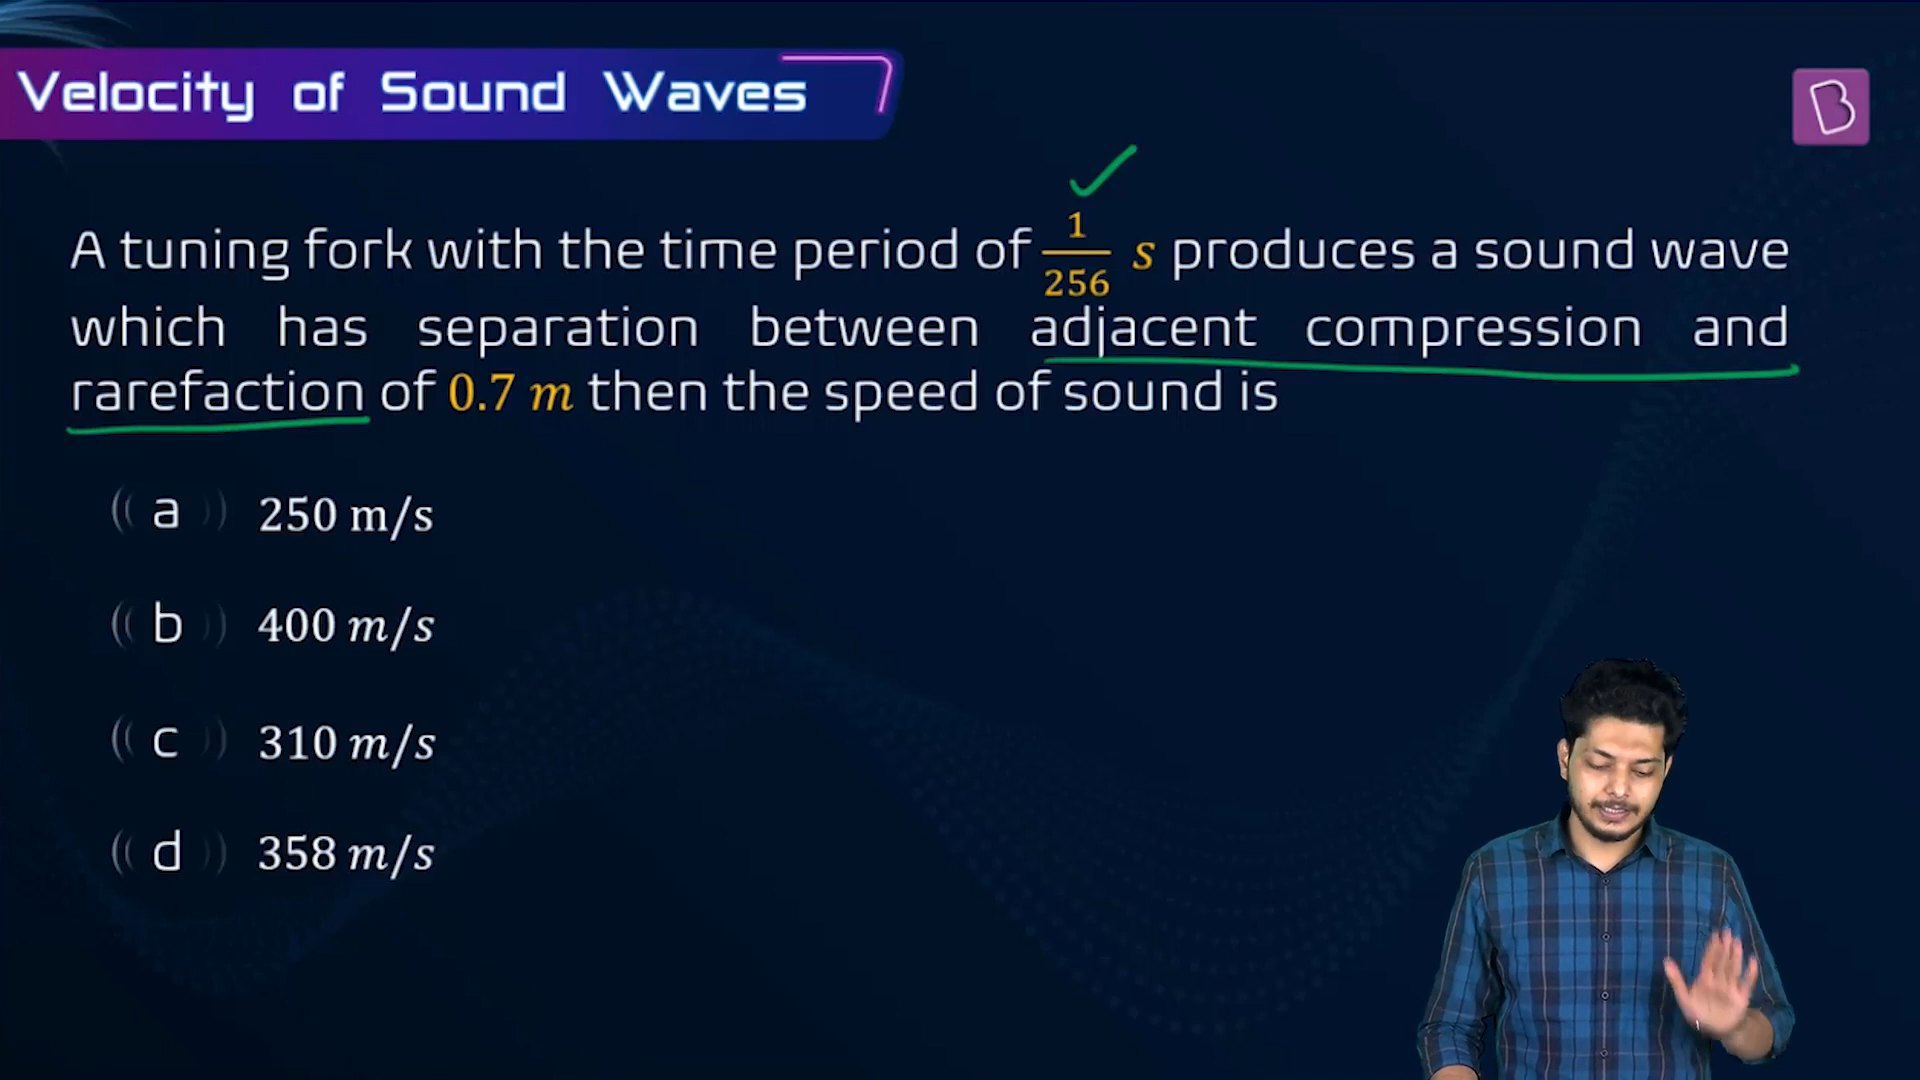 Velocity of Sound Waves
B
A tuning fork with the time period of 1/256 s produces a sound wave
which has separation between adjacent compression and
rarefaction of 0.7 m then the speed of sound is
a 250 m/s
b 400 m/s
c 310 m/s
d 358 m/s